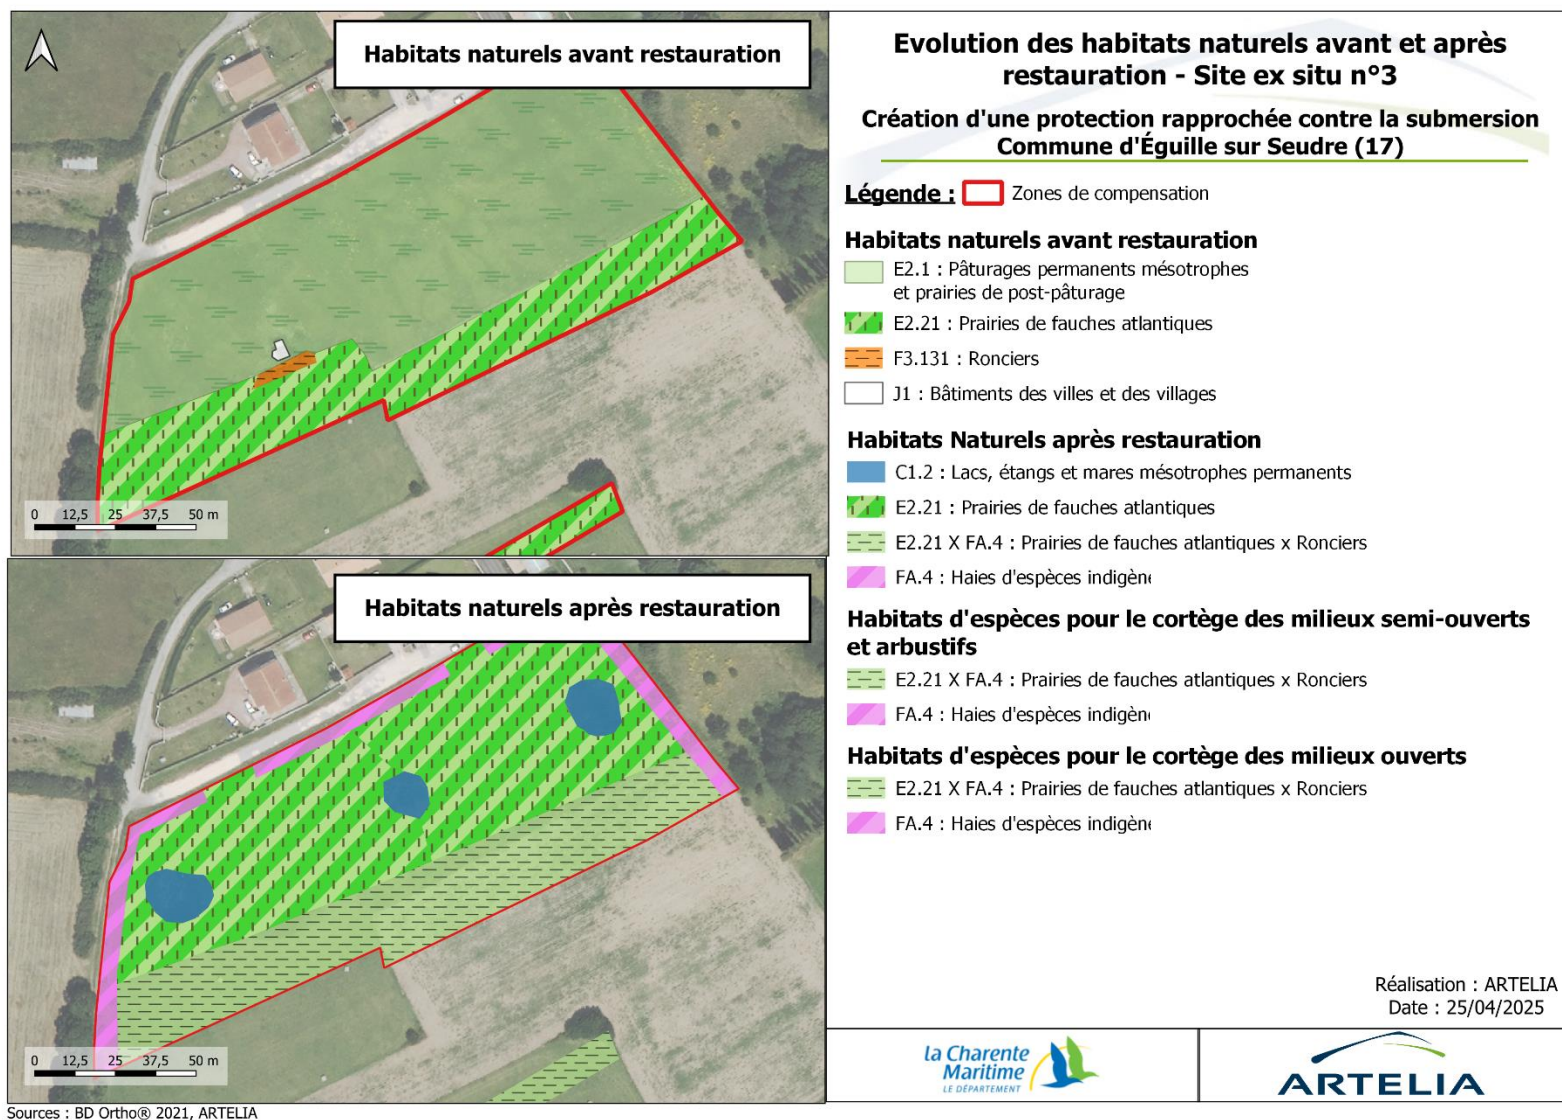 Habitats naturels avant restauration
0 12,5 25 37,5 50 m
Habitats naturels après restauration
0 12,5 25 37,5 50 m
Sources : BD Ortho® 2021, ARTELIA
Evolution des habitats naturels avant et après
restauration - Site ex situ n°3
Création d'une protection rapprochée contre la submersion
Commune d'Éguille sur Seudre (17)
Légende : Zones de compensation
Habitats naturels avant restauration
E2.1 : Pâturages permanents mésotrophes
et prairies de post-pâturage
E2.21 : Prairies de fauches atlantiques
F3.131 : Ronciers
J1 : Bâtiments des villes et des villages
Habitats Naturels après restauration
C1.2 : Lacs, étangs et mares mésotrophes permanents
E2.21 : Prairies de fauches atlantiques
E2.21 X FA.4 : Prairies de fauches atlantiques x Ronciers
FA.4 : Haies d'espèces indigène
Habitats d'espèces pour le cortège des milieux semi-ouverts
et arbustifs
E2.21 X FA.4 : Prairies de fauches atlantiques x Ronciers
FA.4 : Haies d'espèces indigène
Habitats d'espèces pour le cortège des milieux ouverts
E2.21 X FA.4 : Prairies de fauches atlantiques x Ronciers
FA.4 : Haies d'espèces indigène
Réalisation : ARTELIA
Date : 25/04/2025
la Charente
Maritime
LE DÉPARTEMENT
ARTELIA